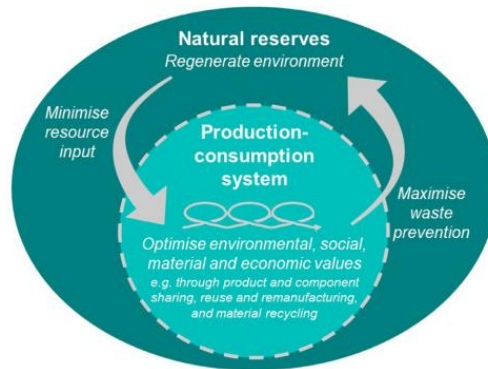 Natural reserves
Regenerate environment
Minimise
resource
input
Production-
consumption
system
Maximise
waste
prevention
Optimise environmental, social,
material and economic values
e.g. through product and component
sharing, reuse and remanufacturing,
and material recycling